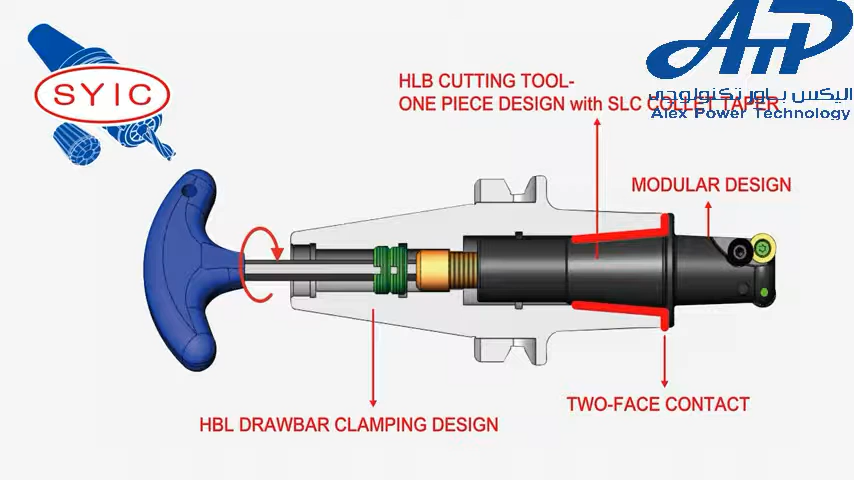 SYIC
ATP
اليكس باور تكنولوجي
Alex Power Technology
HLB CUTTING TOOL-
ONE PIECE DESIGN with SLC COLLET TAPER
MODULAR DESIGN
TWO-FACE CONTACT
HBL DRAWBAR CLAMPING DESIGN